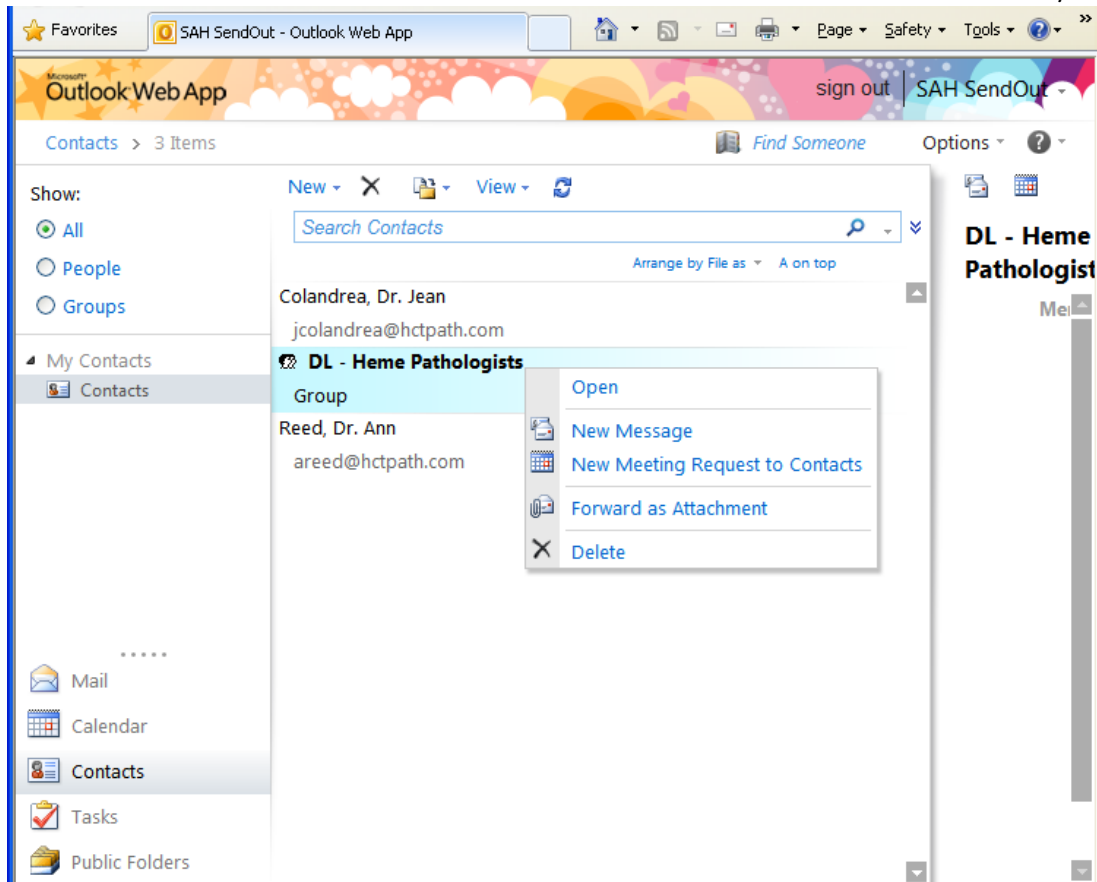 Favorites SAH SendOut - Outlook Web App Page Safety Tools »
Microsoft
Outlook Web App sign out | SAH SendOut
Contacts > 3 Items Find Someone Options
Show:
All
People
Groups
My Contacts
Contacts
Mail
Calendar
Contacts
Tasks
Public Folders
New View
Search Contacts
Arrange by File as A on top
Colandrea, Dr. Jean
jcolandrea@hctpath.com
DL - Heme Pathologists
Group
Reed, Dr. Ann
areed@hctpath.com
Open
New Message
New Meeting Request to Contacts
Forward as Attachment
Delete
DL - Heme
Pathologist